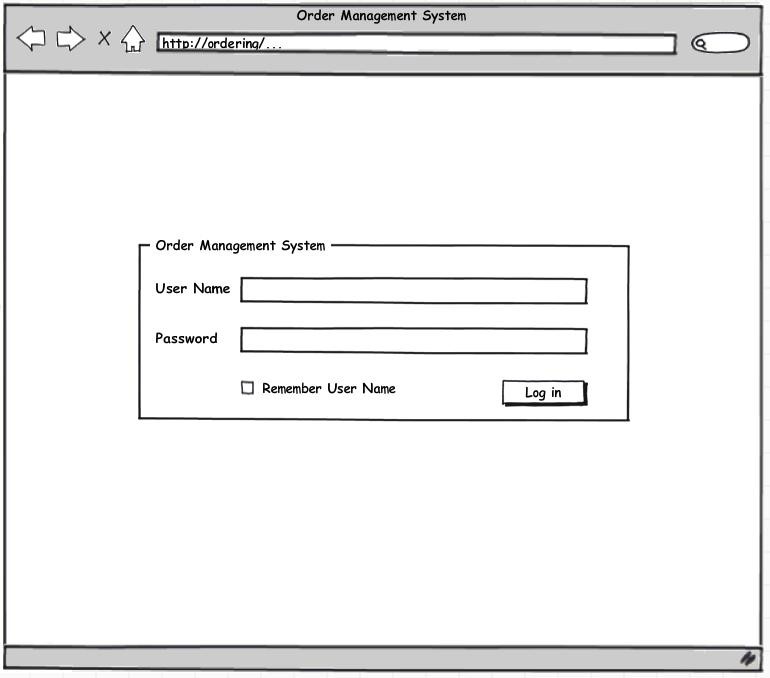 Order Management System
http://ordering/...
Order Management System
User Name
Password
Remember User Name
Log in